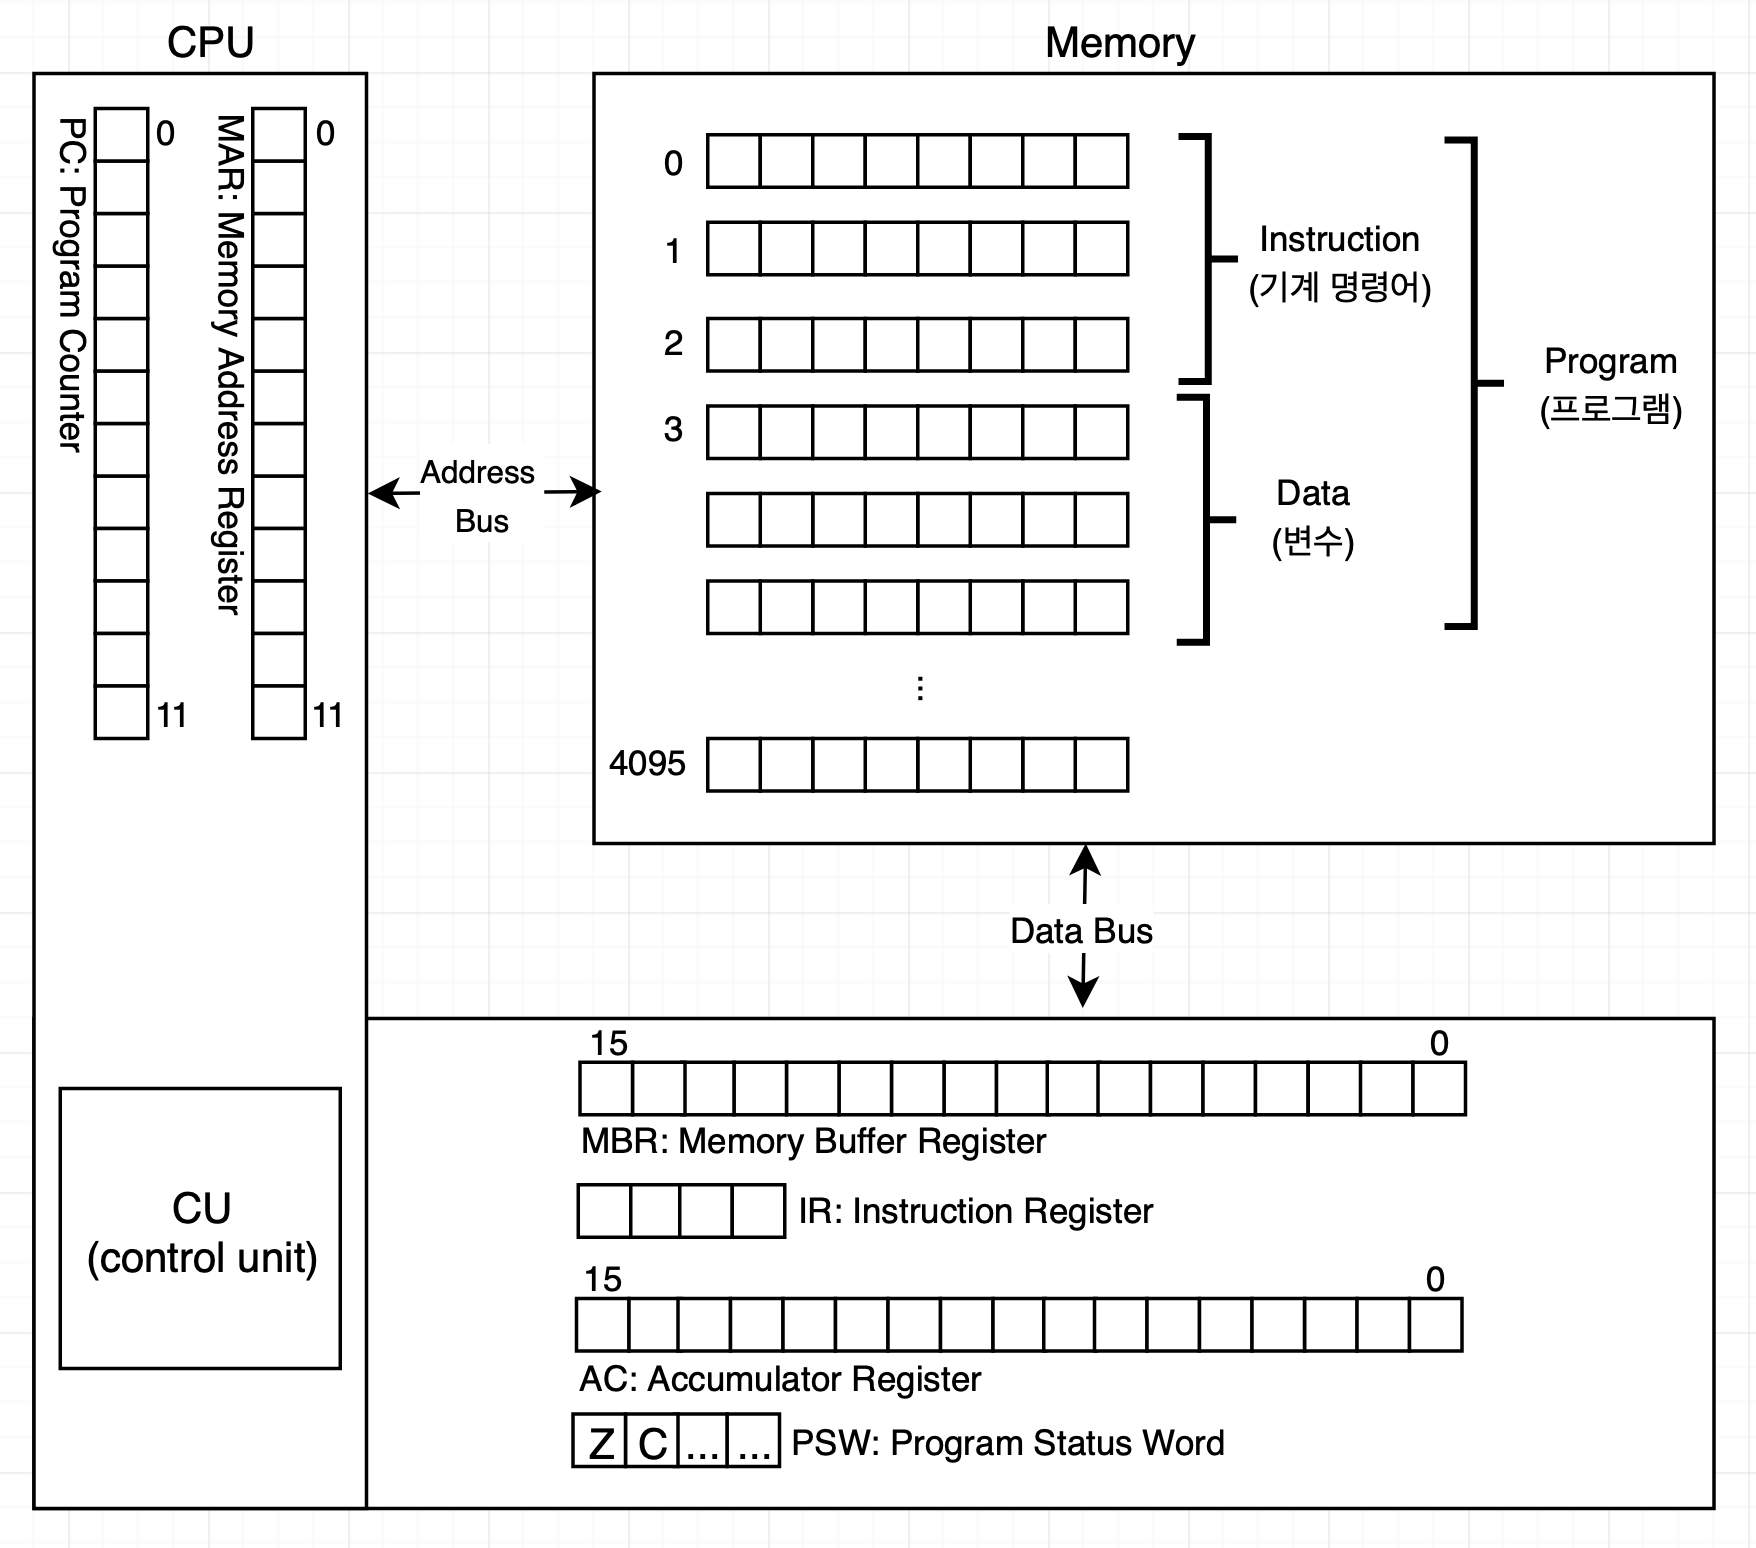 CPU
PC: Program Counter
0
11
MAR: Memory Address Register
0
11
CU
(control unit)
Address
Bus
Memory
0
1
2
3
⋮
4095
Instruction
(기계 명령어)
Data
(변수)
Program
(프로그램)
Data Bus
15 0
MBR: Memory Buffer Register
IR: Instruction Register
15 0
AC: Accumulator Register
Z C ... ... PSW: Program Status Word